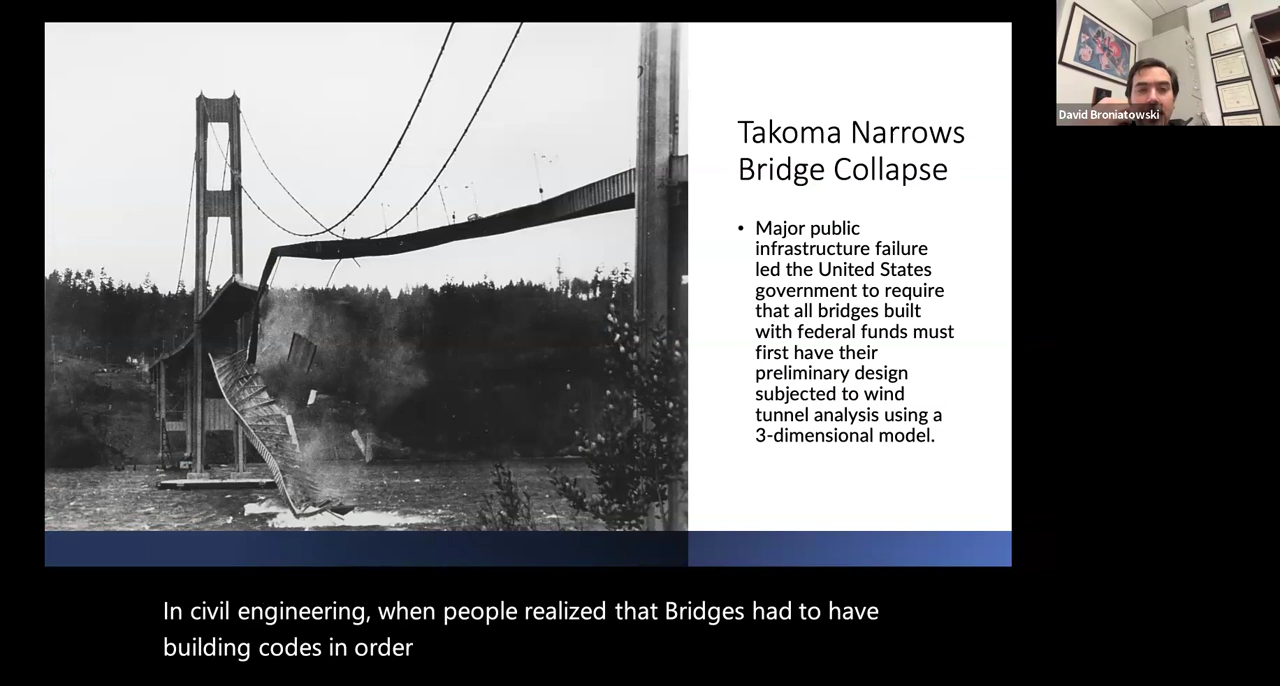 Takoma Narrows
Bridge Collapse
• Major public
infrastructure failure
led the United States
government to require
that all bridges built
with federal funds must
first have their
preliminary design
subjected to wind
tunnel analysis using a
3-dimensional model.
David Broniatowski
In civil engineering, when people realized that Bridges had to have
building codes in order